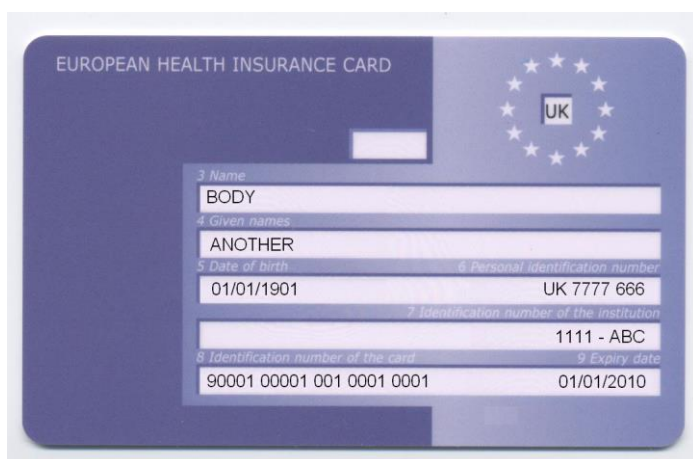 EUROPEAN HEALTH INSURANCE CARD
UK
3 Name
BODY
4 Given names
ANOTHER
5 Date of birth 6 Personal identification number
01/01/1901 UK 7777 666
7 Identification number of the institution
1111 - ABC
8 Identification number of the card 9 Expiry date
90001 00001 001 0001 0001 01/01/2010